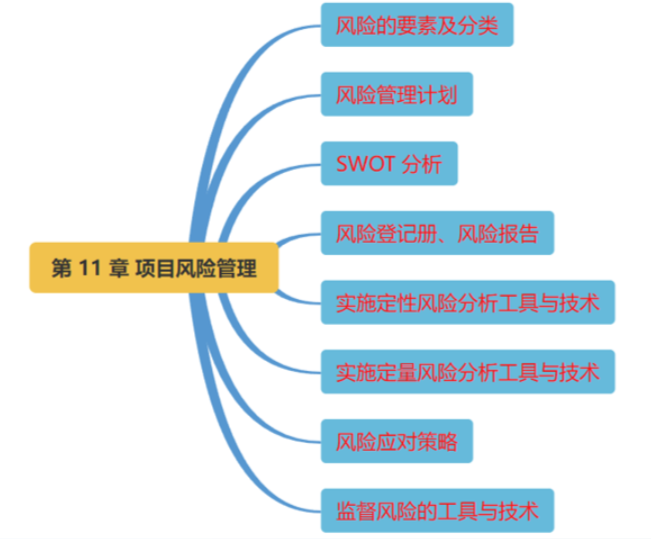 风险的要素及分类
风险管理计划
SWOT 分析
风险登记册、风险报告
第 11 章 项目风险管理
实施定性风险分析工具与技术
实施定量风险分析工具与技术
风险应对策略
监督风险的工具与技术